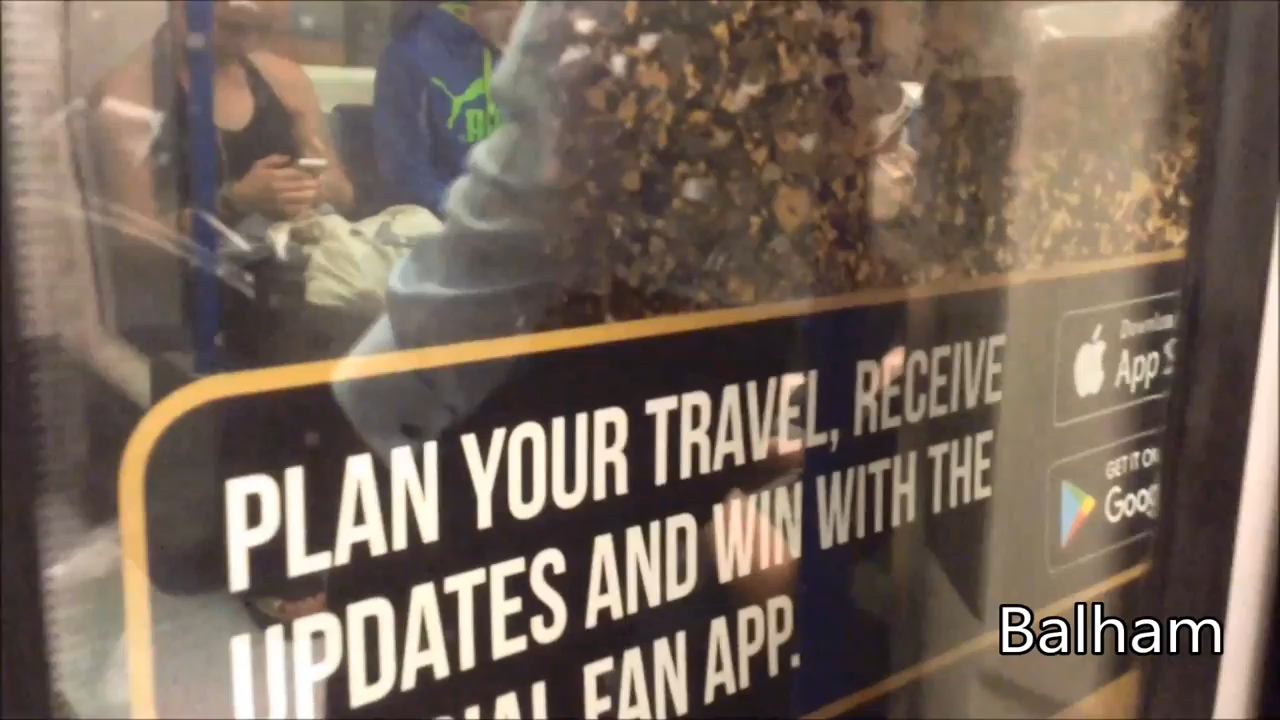 PLAN YOUR TRAVEL, RECEIVE
UPDATES AND WIN WITH THE
FAN APP.
App
GET IT ON
Balham